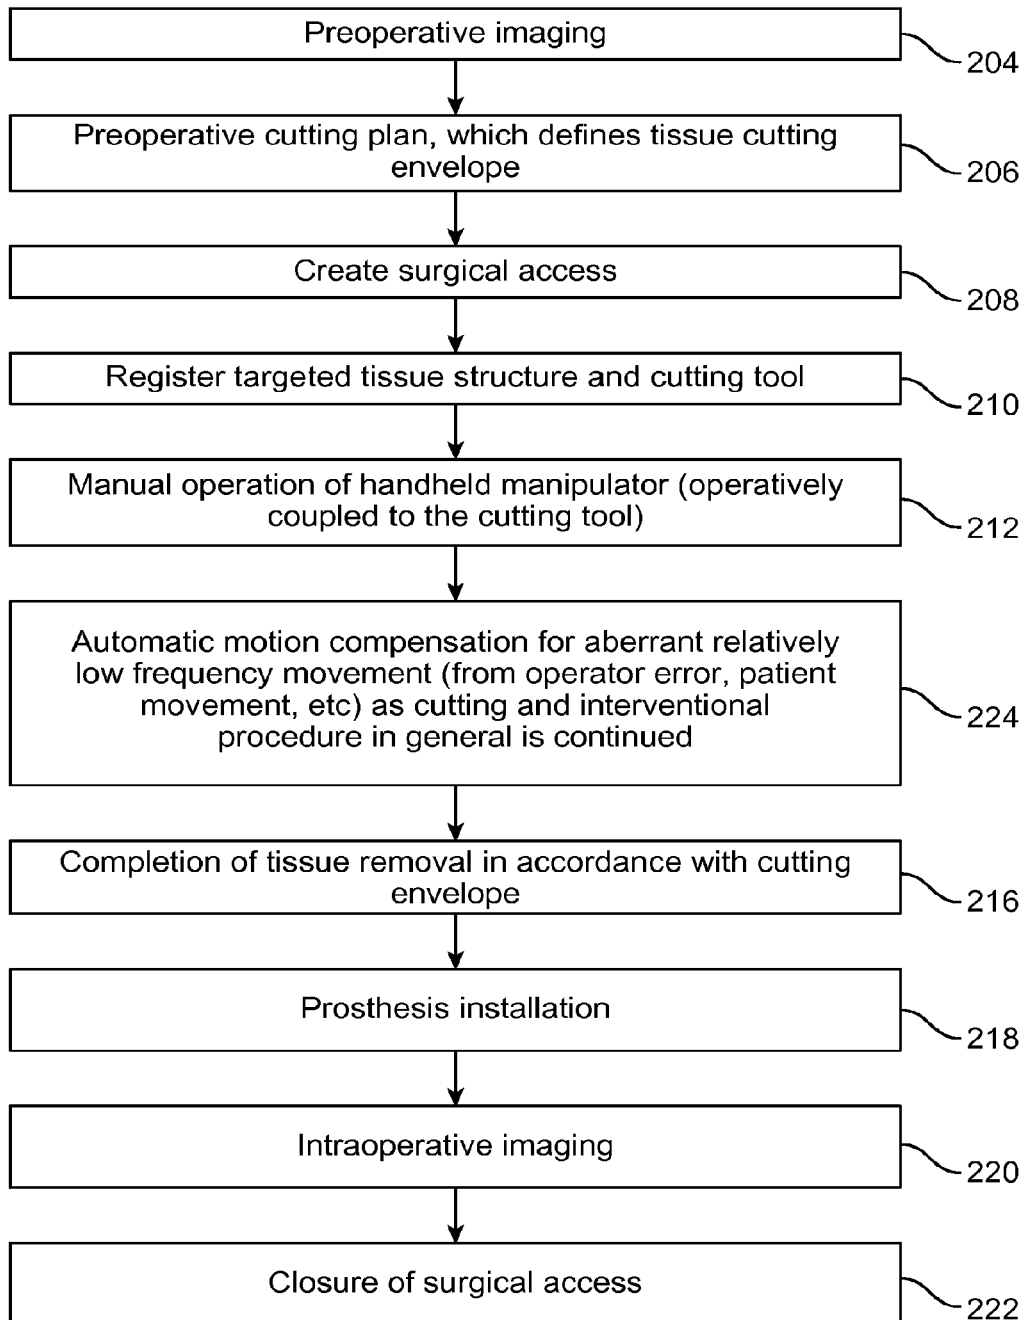 Preoperative imaging
204
Preoperative cutting plan, which defines tissue cutting
envelope
206
Create surgical access
208
Register targeted tissue structure and cutting tool
210
Manual operation of handheld manipulator (operatively
coupled to the cutting tool)
212
Automatic motion compensation for aberrant relatively
low frequency movement (from operator error, patient
movement, etc) as cutting and interventional
procedure in general is continued
224
Completion of tissue removal in accordance with cutting
envelope
216
Prosthesis installation
218
Intraoperative imaging
220
Closure of surgical access
222